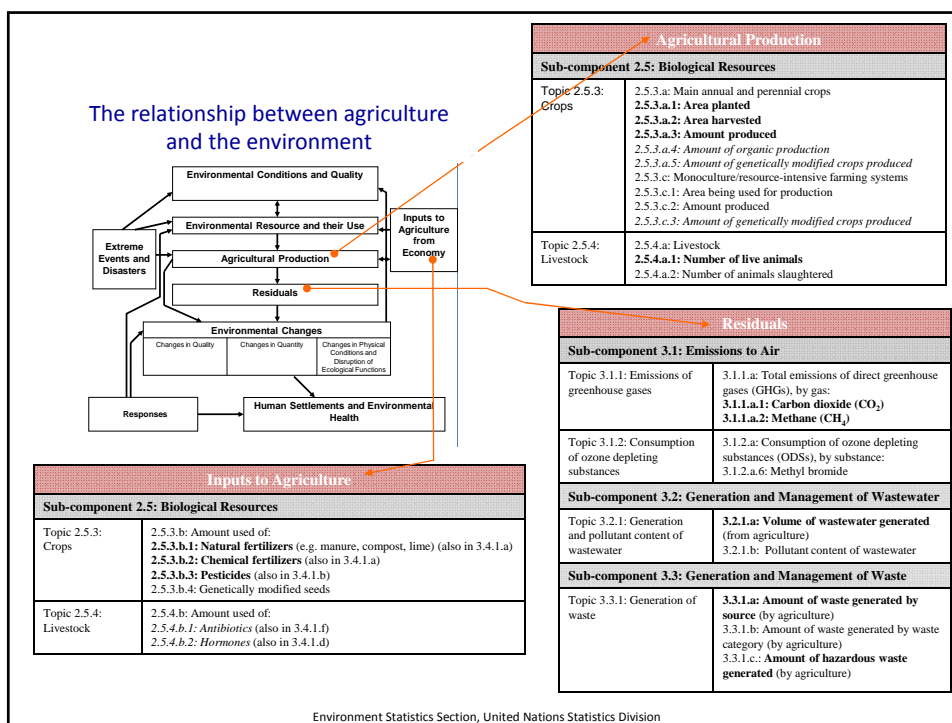 The relationship between agriculture
and the environment
Environmental Conditions and Quality
Environmental Resource and their Use
Inputs to
Agriculture
from
Economy
Extreme
Events and
Disasters
Agricultural Production
Residuals
Environmental Changes
Changes in Quality
Changes in Quantity
Changes in Physical
Conditions and
Disruption of
Ecological Functions
Responses
Human Settlements and Environmental
Health
Agricultural Production
Sub-component 2.5: Biological Resources
Topic 2.5.3:
Crops
2.5.3.a: Main annual and perennial crops
2.5.3.a.1: Area planted
2.5.3.a.2: Area harvested
2.5.3.a.3: Amount produced
2.5.3.a.4: Amount of organic production
2.5.3.a.5: Amount of genetically modified crops produced
2.5.3.c: Monoculture/resource-intensive farming systems
2.5.3.c.1: Area being used for production
2.5.3.c.2: Amount produced
2.5.3.c.3: Amount of genetically modified crops produced
Topic 2.5.4:
Livestock
2.5.4.a: Livestock
2.5.4.a.1: Number of live animals
2.5.4.a.2: Number of animals slaughtered
Residuals
Sub-component 3.1: Emissions to Air
Topic 3.1.1: Emissions of
greenhouse gases
3.1.1.a: Total emissions of direct greenhouse
gases (GHGs), by gas:
3.1.1.a.1: Carbon dioxide (CO₂)
3.1.1.a.2: Methane (CH₄)
Topic 3.1.2: Consumption
of ozone depleting
substances
3.1.2.a: Consumption of ozone depleting
substances (ODSs), by substance:
3.1.2.a.6: Methyl bromide
Sub-component 3.2: Generation and Management of Wastewater
Topic 3.2.1: Generation
and pollutant content of
wastewater
3.2.1.a: Volume of wastewater generated
(from agriculture)
3.2.1.b: Pollutant content of wastewater
Sub-component 3.3: Generation and Management of Waste
Topic 3.3.1: Generation of
waste
3.3.1.a: Amount of waste generated by
source (by agriculture)
3.3.1.b: Amount of waste generated by waste
category (by agriculture)
3.3.1.c.: Amount of hazardous waste
generated (by agriculture)
Inputs to Agriculture
Sub-component 2.5: Biological Resources
Topic 2.5.3:
Crops
2.5.3.b: Amount used of:
2.5.3.b.1: Natural fertilizers (e.g. manure, compost, lime) (also in 3.4.1.a)
2.5.3.b.2: Chemical fertilizers (also in 3.4.1.a)
2.5.3.b.3: Pesticides (also in 3.4.1.b)
2.5.3.b.4: Genetically modified seeds
Topic 2.5.4:
Livestock
2.5.4.b: Amount used of:
2.5.4.b.1: Antibiotics (also in 3.4.1.f)
2.5.4.b.2: Hormones (also in 3.4.1.d)
Environment Statistics Section, United Nations Statistics Division